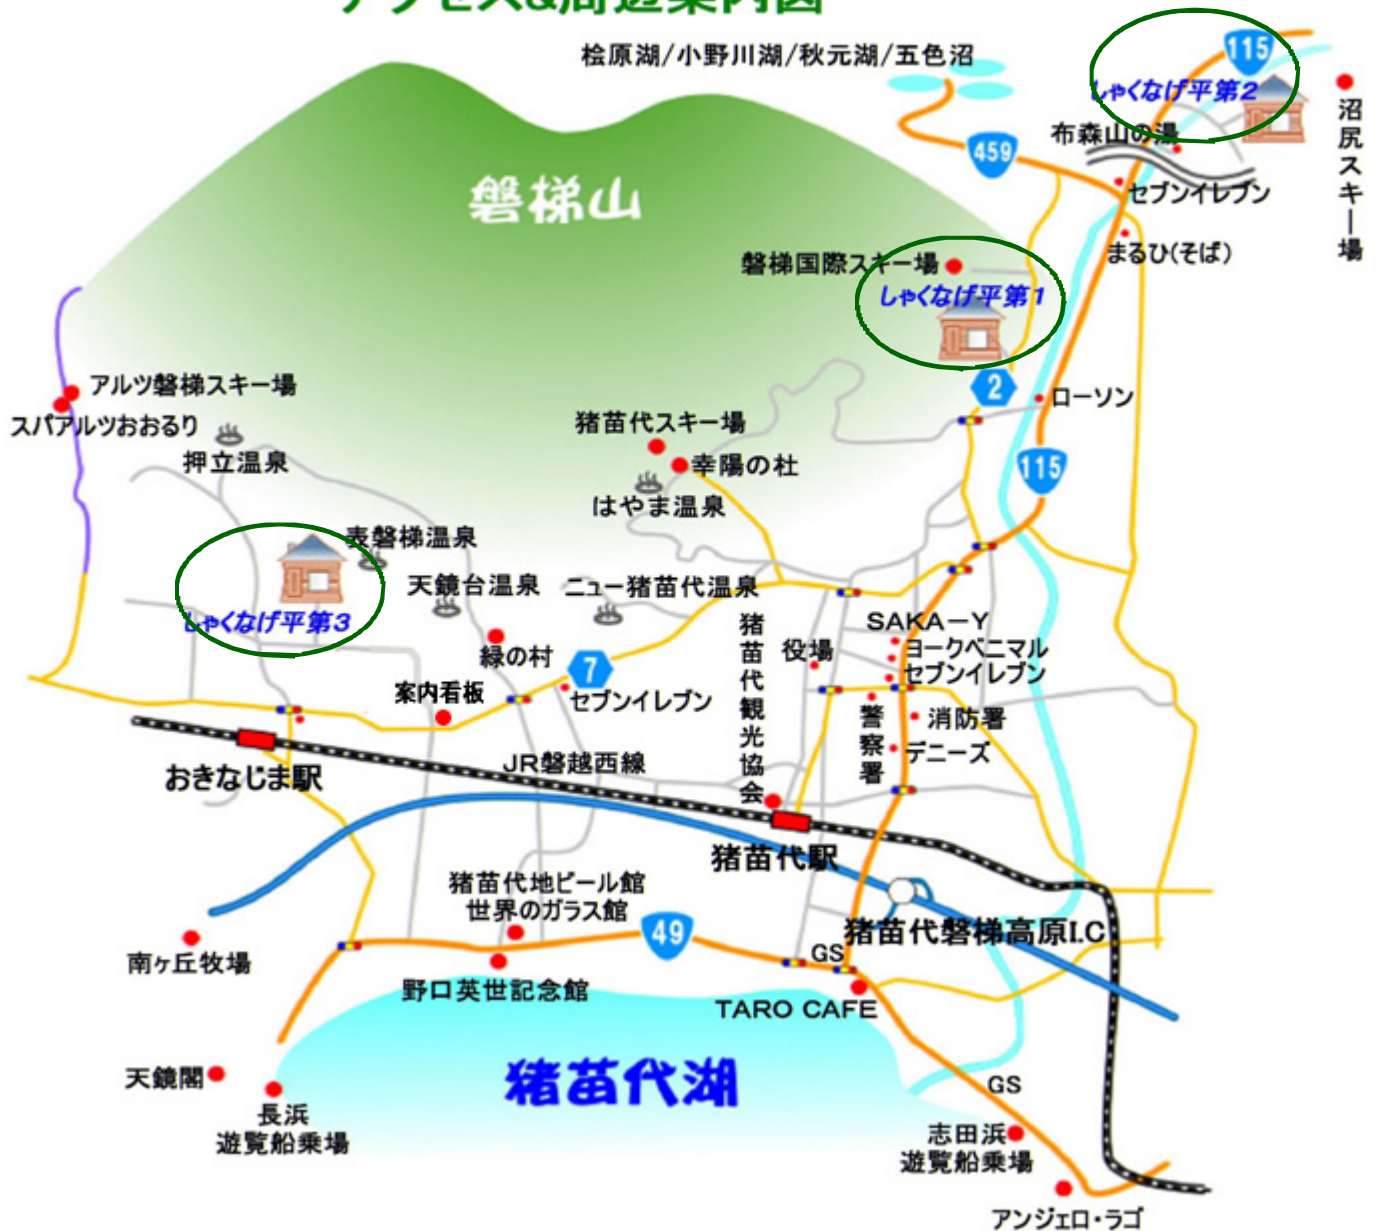 アクセス&周辺案内図
桧原湖/小野川湖/秋元湖/五色沼
115
しゃくなげ平第2
沼尻スキー場
布森山の湯
459
セブンイレブン
磐梯山
まるひ(そば)
磐梯国際スキー場
しゃくなげ平第1
2
ローソン
アルツ磐梯スキー場
スパアルツおおるり
押立温泉
猪苗代スキー場
幸陽の杜
はやま温泉
115
表磐梯温泉
天鏡台温泉
ニュー猪苗代温泉
しゃくなげ平第3
猪苗代観光協会
役場
SAKA-Y
ヨークベニマル
セブンイレブン
緑の村
7
案内看板
セブンイレブン
警察署
消防署
デニーズ
JR磐越西線
おきなじま駅
猪苗代駅
猪苗代地ビール館
世界のガラス館
49
猪苗代磐梯高原I.C
GS
南ヶ丘牧場
野口英世記念館
TARO CAFE
猪苗代湖
天鏡閣
長浜
遊覧船乗場
GS
志田浜
遊覧船乗場
アンジェロ・ラゴ